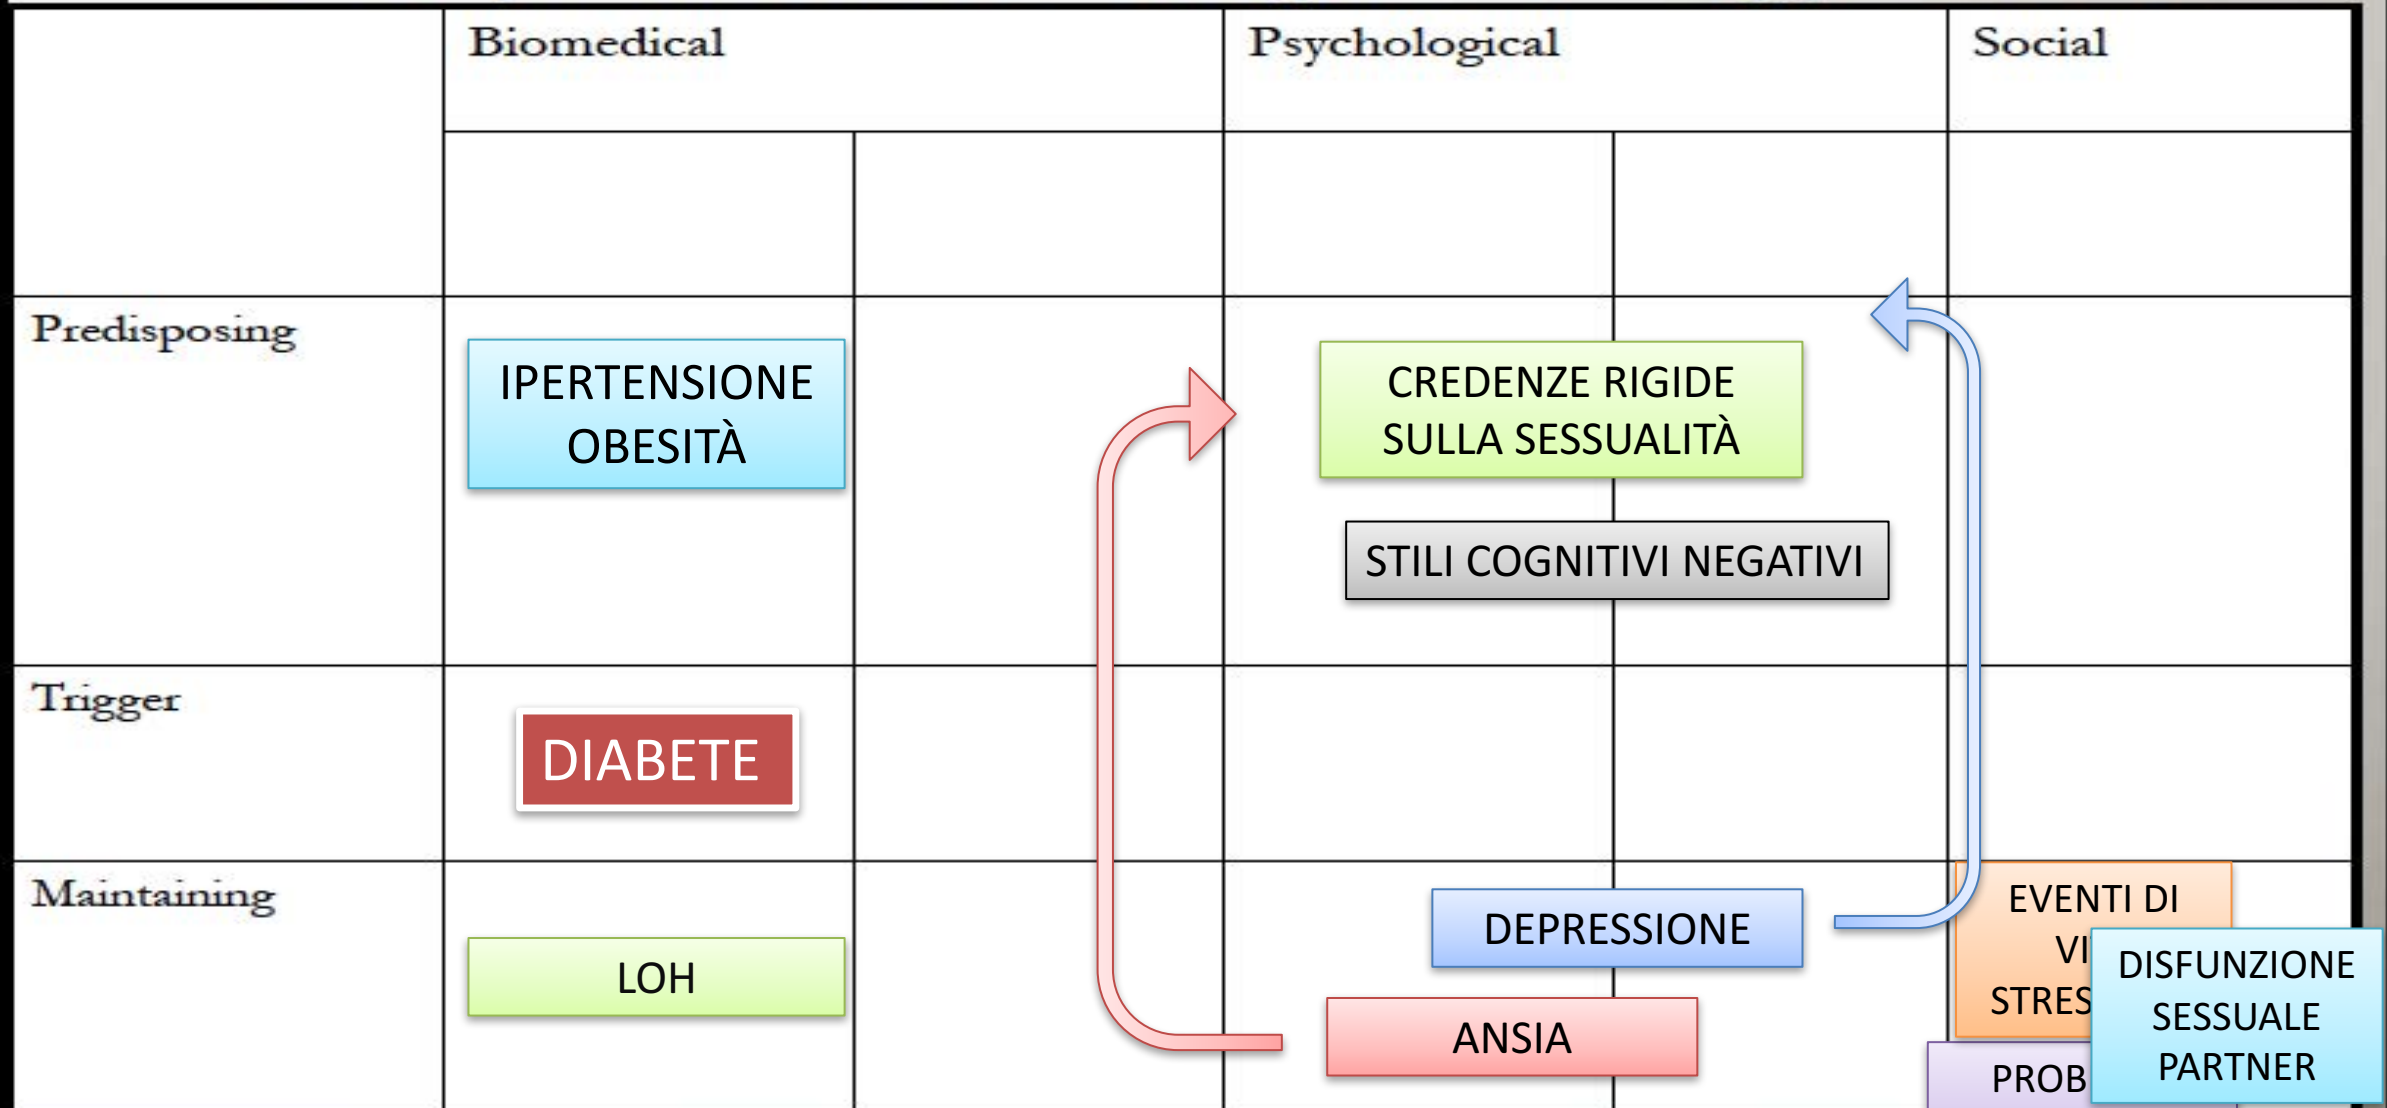 Biomedical
Psychological
Social
Predisposing
IPERTENSIONE
OBESITÀ
CREDENZE RIGIDE
SULLA SESSUALITÀ
STILI COGNITIVI NEGATIVI
Trigger
DIABETE
Maintaining
LOH
DEPRESSIONE
ANSIA
EVENTI DI
DISFUNZIONE
SESSUALE
PARTNER